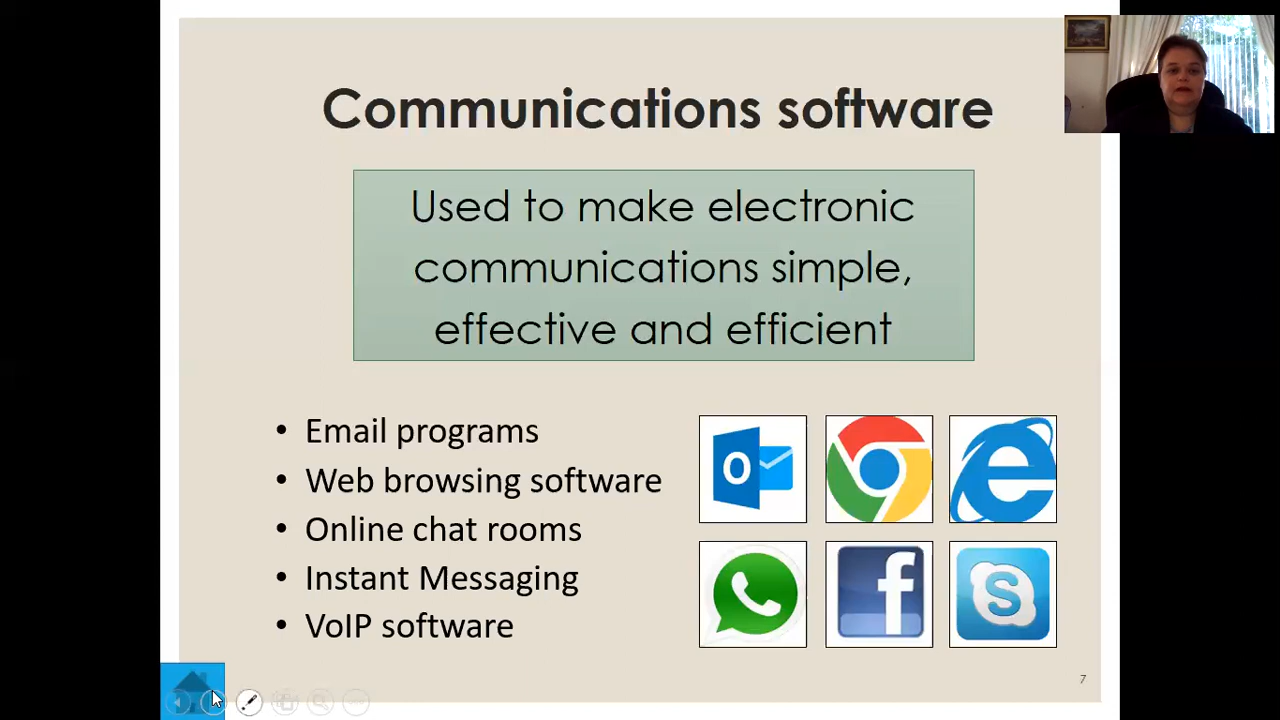 Communications software
Used to make electronic
communications simple,
effective and efficient
• Email programs
• Web browsing software
• Online chat rooms
• Instant Messaging
• VoIP software
7